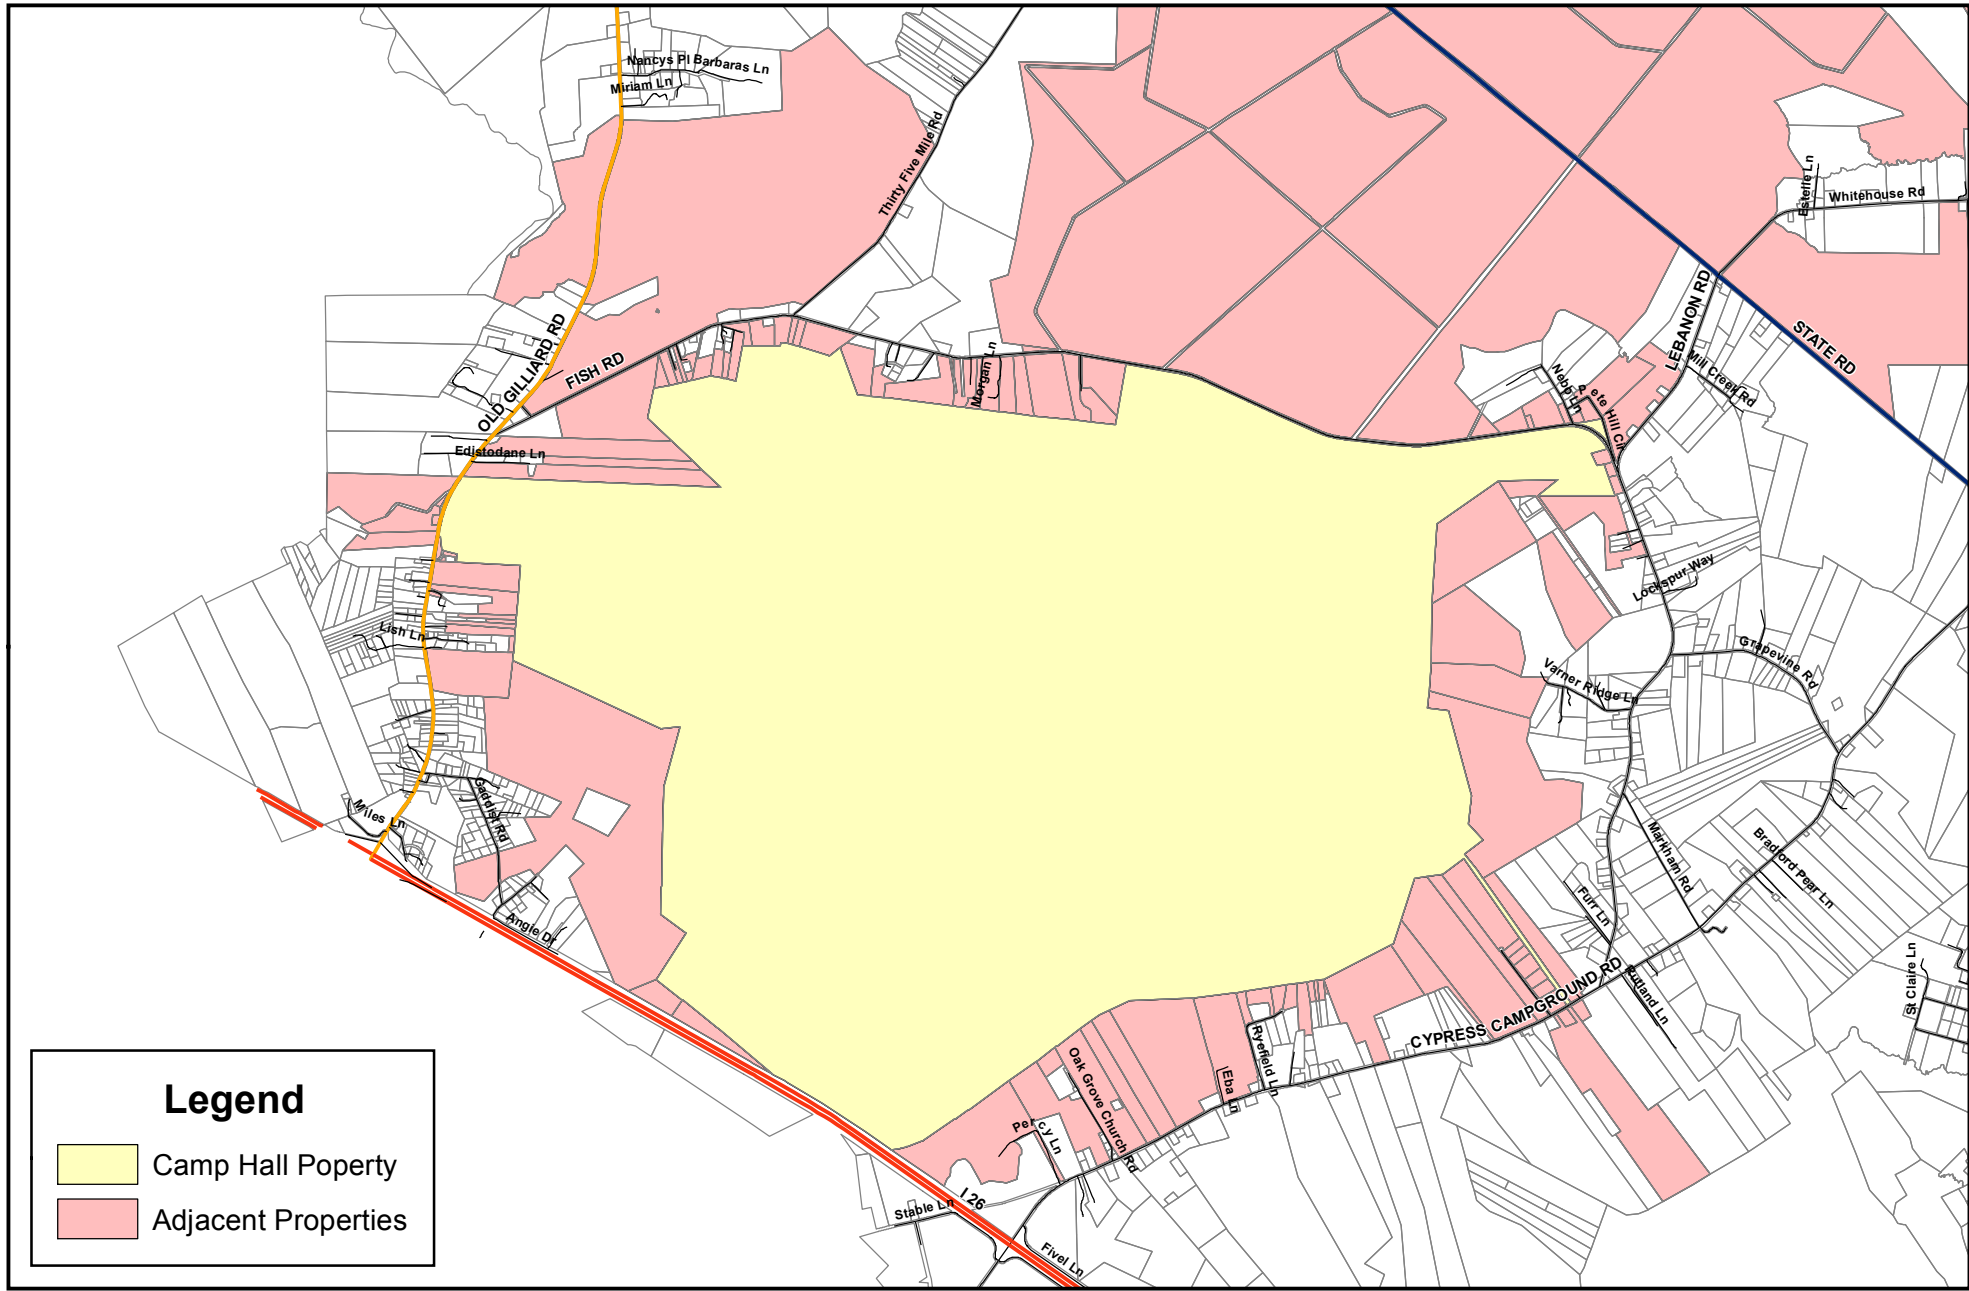 Nancys Pl
Barbaras Ln
Miriam Ln
Thirty Five Mile Rd
Estelle Ln
Whitehouse Rd
LEBANON RD
STATE RD
OLD GILLIARD RD
FISH RD
Morgan Ln
Nebb Ln
Pete Hill Cir
Mill Creek Rd
Edistodane Ln
Lockspur Way
Lish Ln
Grapevine Rd
Varner Ridge Ln
Miles Ln
Gaddist Rd
Markham Rd
Bradford Pear Ln
Furr Ln
Angie Dr
St Claire Ln
Rutland Ln
CYPRESS CAMPGROUND RD
Ryefield Ln
Oak Grove Church Rd
Eba Ln
Percy Ln
I 26
Stable Ln
Fivel Ln
Legend
Camp Hall Poperty
Adjacent Properties